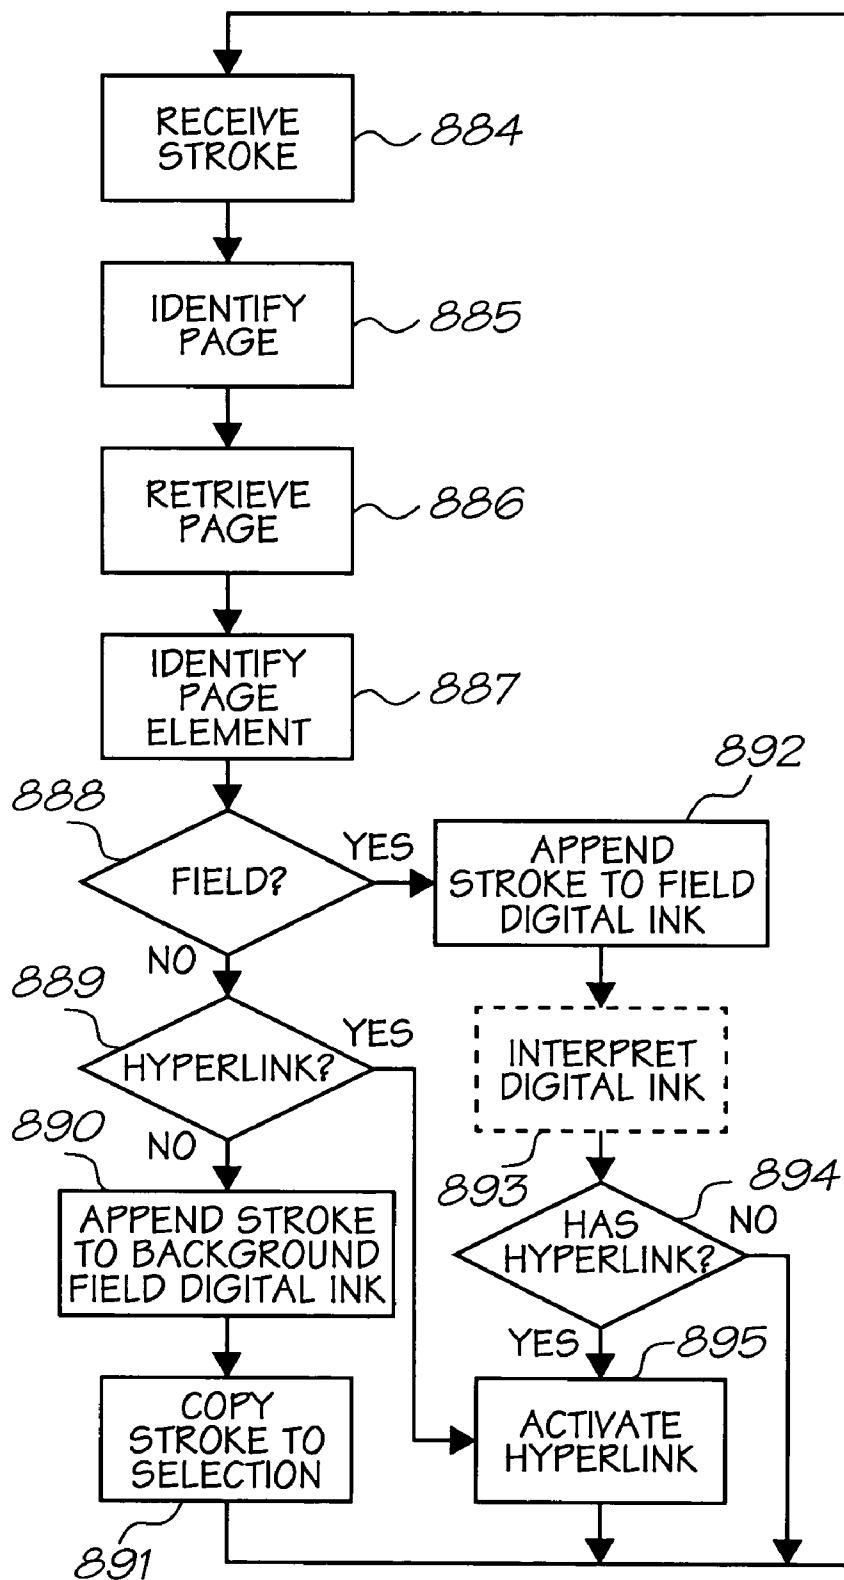 RECEIVE
STROKE
884
IDENTIFY
PAGE
885
RETRIEVE
PAGE
886
IDENTIFY
PAGE
ELEMENT
887
888
FIELD?
YES
NO
892
APPEND
STROKE TO FIELD
DIGITAL INK
889
HYPERLINK?
YES
NO
INTERPRET
DIGITAL INK
893
890
APPEND STROKE
TO BACKGROUND
FIELD DIGITAL INK
894
HAS
HYPERLINK?
NO
YES
COPY
STROKE TO
SELECTION
891
895
ACTIVATE
HYPERLINK